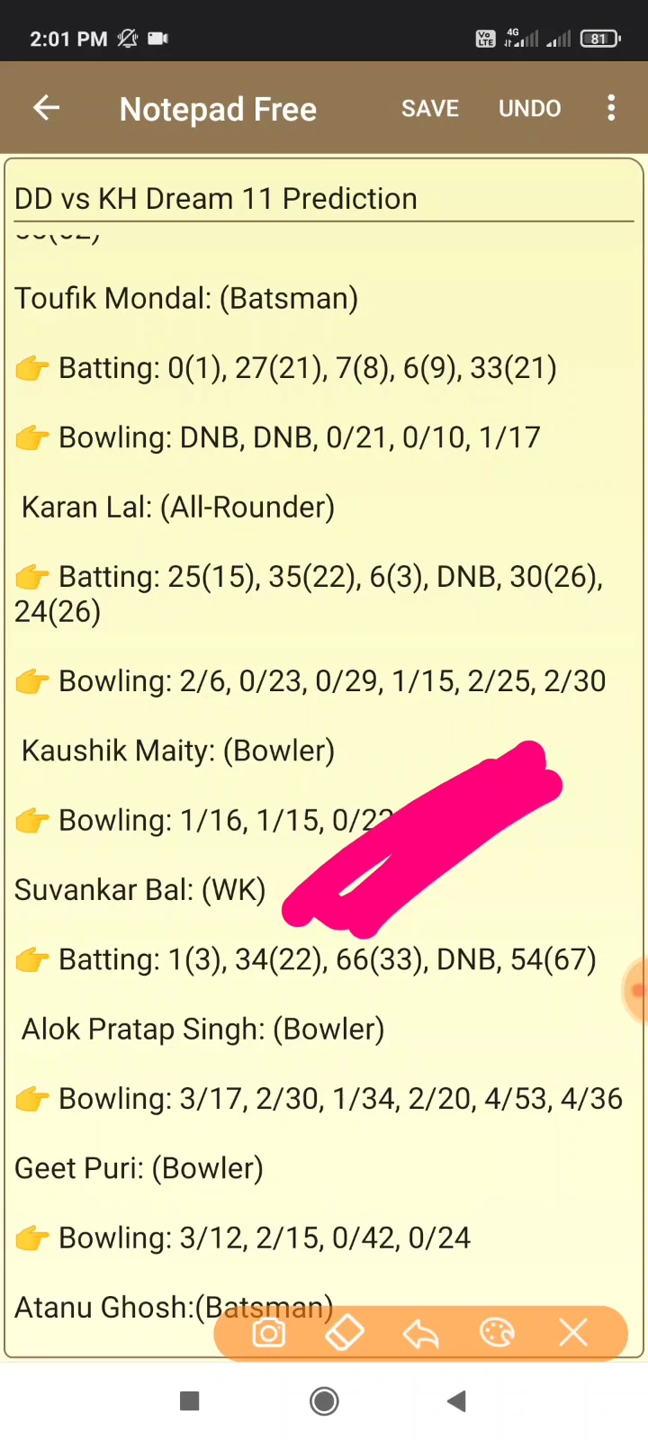 2:01 PM
Vo LTE 4G 81
Notepad Free SAVE UNDO
DD vs KH Dream 11 Prediction
Toufik Mondal: (Batsman)
👉 Batting: 0(1), 27(21), 7(8), 6(9), 33(21)
👉 Bowling: DNB, DNB, 0/21, 0/10, 1/17
Karan Lal: (All-Rounder)
👉 Batting: 25(15), 35(22), 6(3), DNB, 30(26),
24(26)
👉 Bowling: 2/6, 0/23, 0/29, 1/15, 2/25, 2/30
Kaushik Maity: (Bowler)
👉 Bowling: 1/16, 1/15,
Suvankar Bal: (WK)
👉 Batting: 1(3), 34(22), 66(33), DNB, 54(67)
Alok Pratap Singh: (Bowler)
👉 Bowling: 3/17, 2/30, 1/34, 2/20, 4/53, 4/36
Geet Puri: (Bowler)
👉 Bowling: 3/12, 2/15, 0/42, 0/24
Atanu Ghosh:(Batsman)